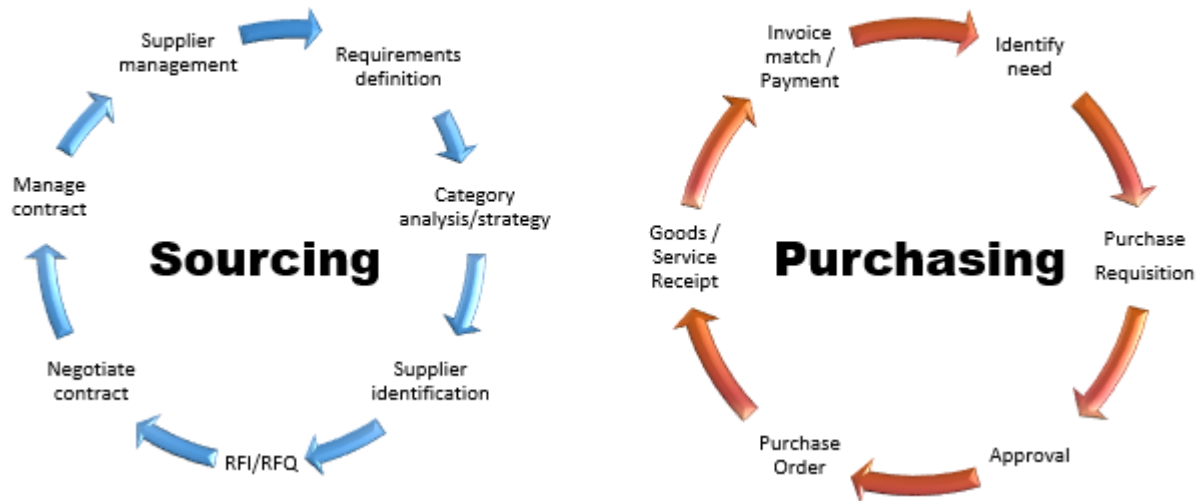 Supplier
management
Requirements
definition
Category
analysis/strategy
Supplier
identification
RFI/RFQ
Negotiate
contract
Manage
contract
Sourcing
Invoice
match /
Payment
Identify
need
Purchase
Requisition
Approval
Purchase
Order
Goods /
Service
Receipt
Purchasing